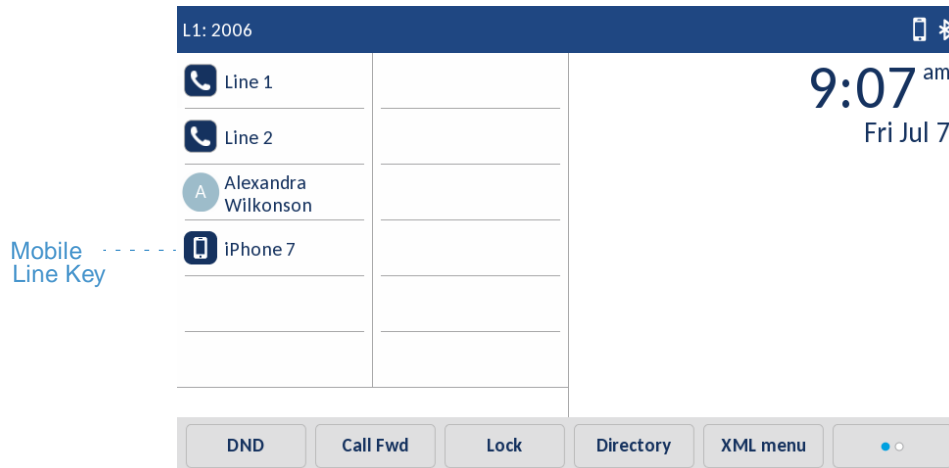 L1: 2006
Line 1
Line 2
A
Alexandra
Wilkonson
iPhone 7
Mobile
Line Key
9:07 am
Fri Jul 7
DND
Call Fwd
Lock
Directory
XML menu